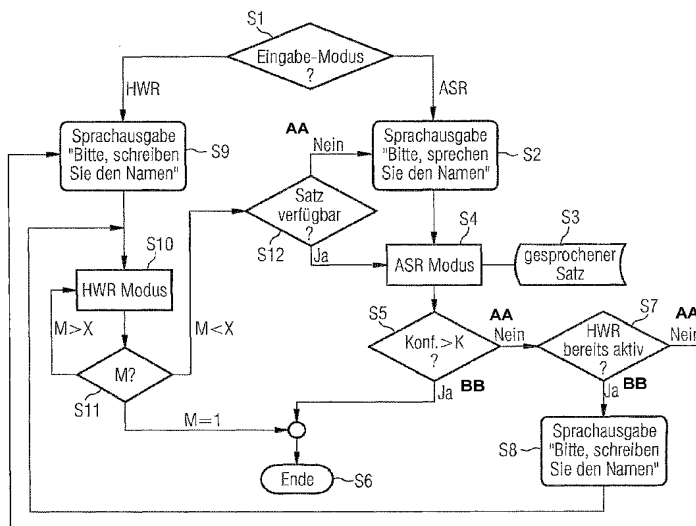 S1
Eingabe-Modus
?
HWR
ASR
Sprachausgabe
"Bitte, schreiben
Sie den Namen"
S9
AA
Nein
Sprachausgabe
"Bitte, sprechen
Sie den Namen"
S2
Satz
verfügbar
?
S12
Ja
S10
HWR Modus
S4
ASR Modus
S3
gesprochener
Satz
M>X
M<X
M?
S11
M=1
S5
Konf.>K
?
AA
Nein
BB
Ja
S7
HWR
bereits aktiv
?
AA
Nein
BB
Ja
Sprachausgabe
"Bitte, schreiben
Sie den Namen"
S8
Ende
S6